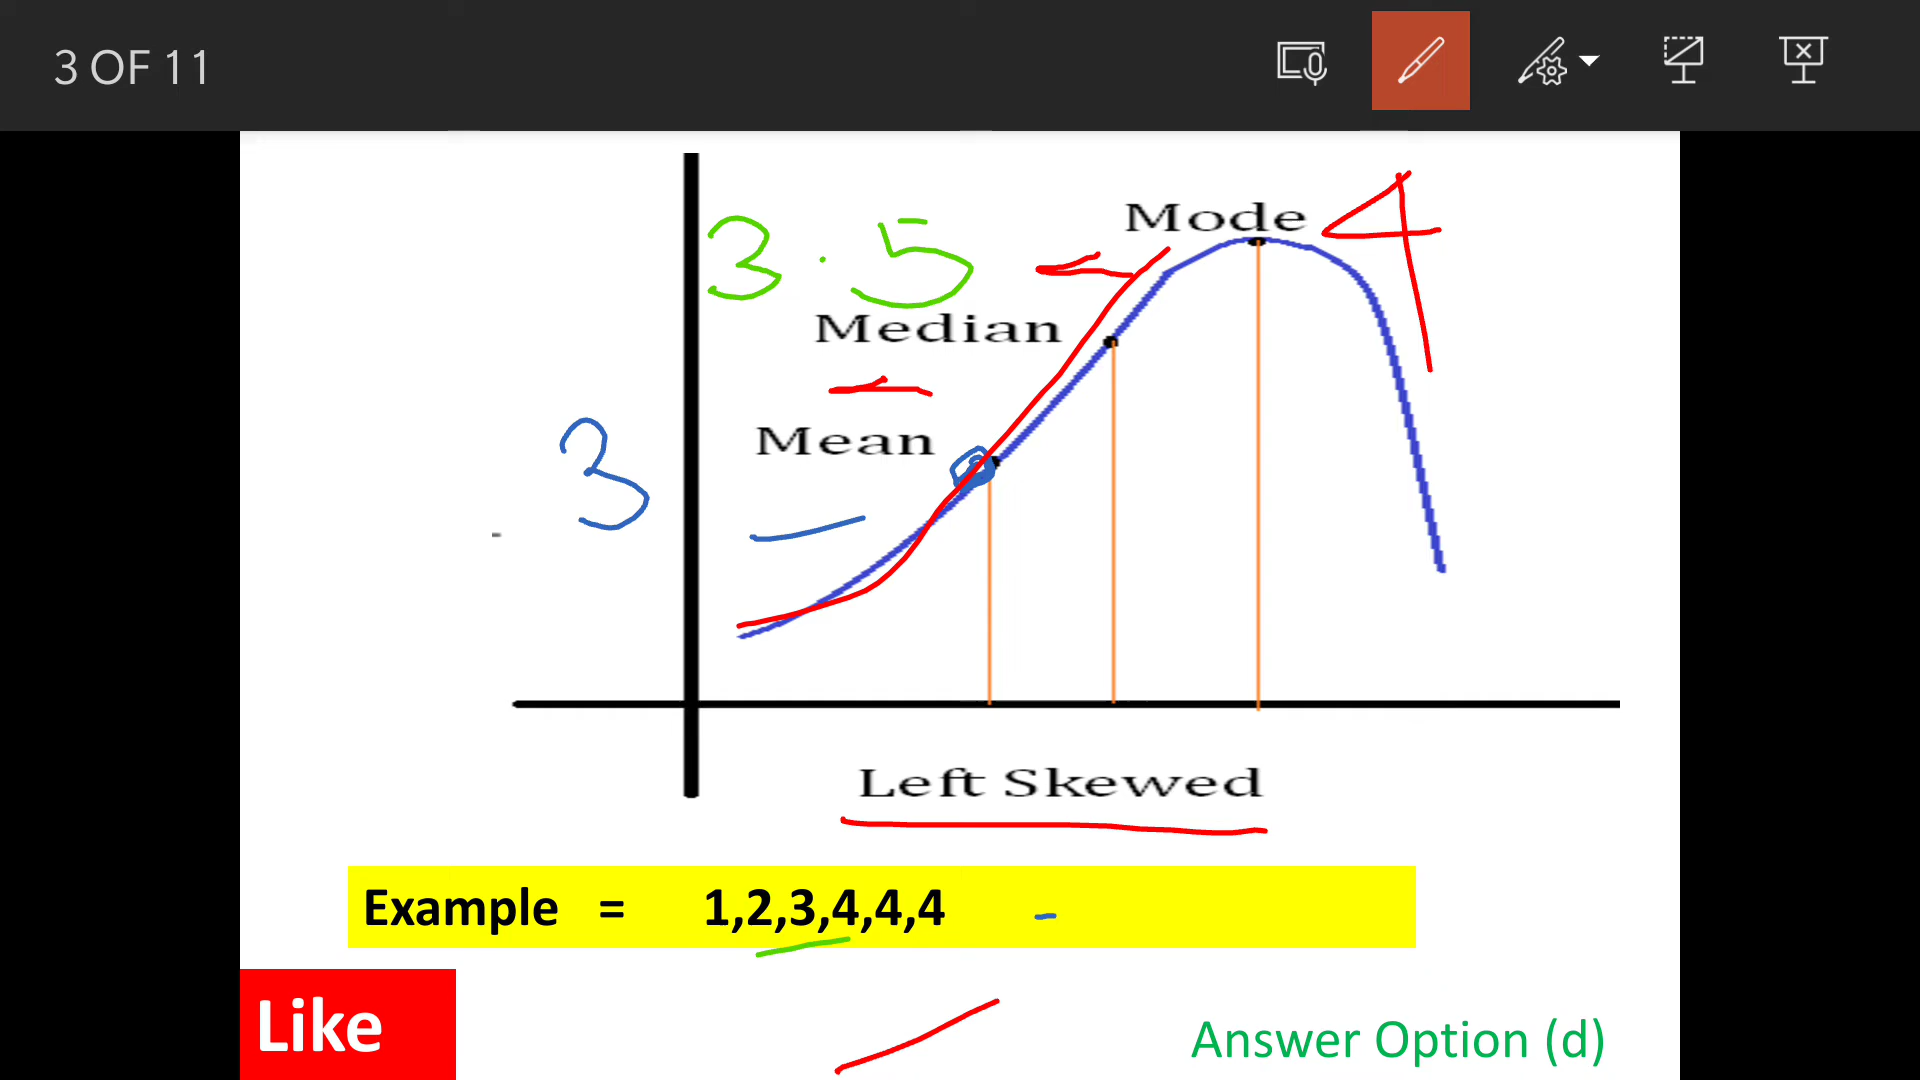 3 OF 11
Mode 4
3.5
Median
Mean
3
Left Skewed
Example = 1,2,3,4,4,4
Like
Answer Option (d)